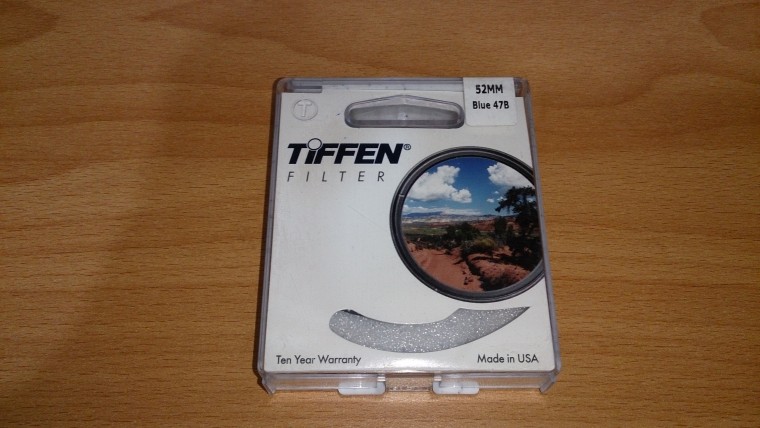 52MM
Blue 47B
T
TiFFEN®
FILTER
Ten Year Warranty
Made in USA